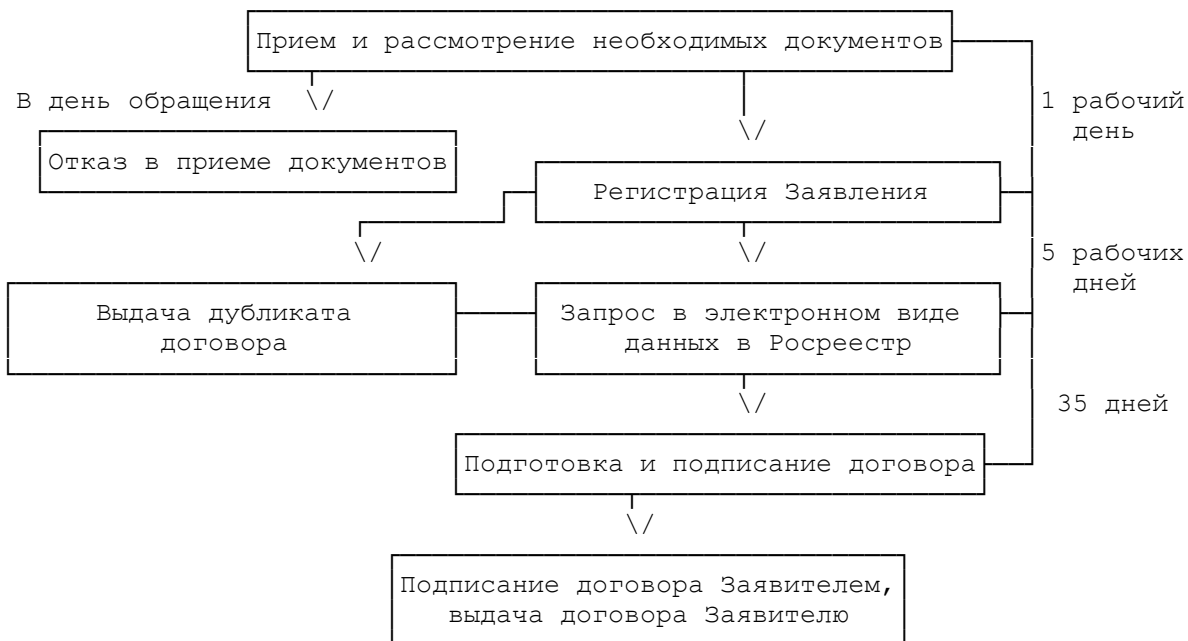 Прием и рассмотрение необходимых документов
В день обращения
1 рабочий
день
Отказ в приеме документов
Регистрация Заявления
5 рабочих
дней
Выдача дубликата
договора
Запрос в электронном виде
данных в Росреестр
35 дней
Подготовка и подписание договора
Подписание договора Заявителем,
выдача договора Заявителю